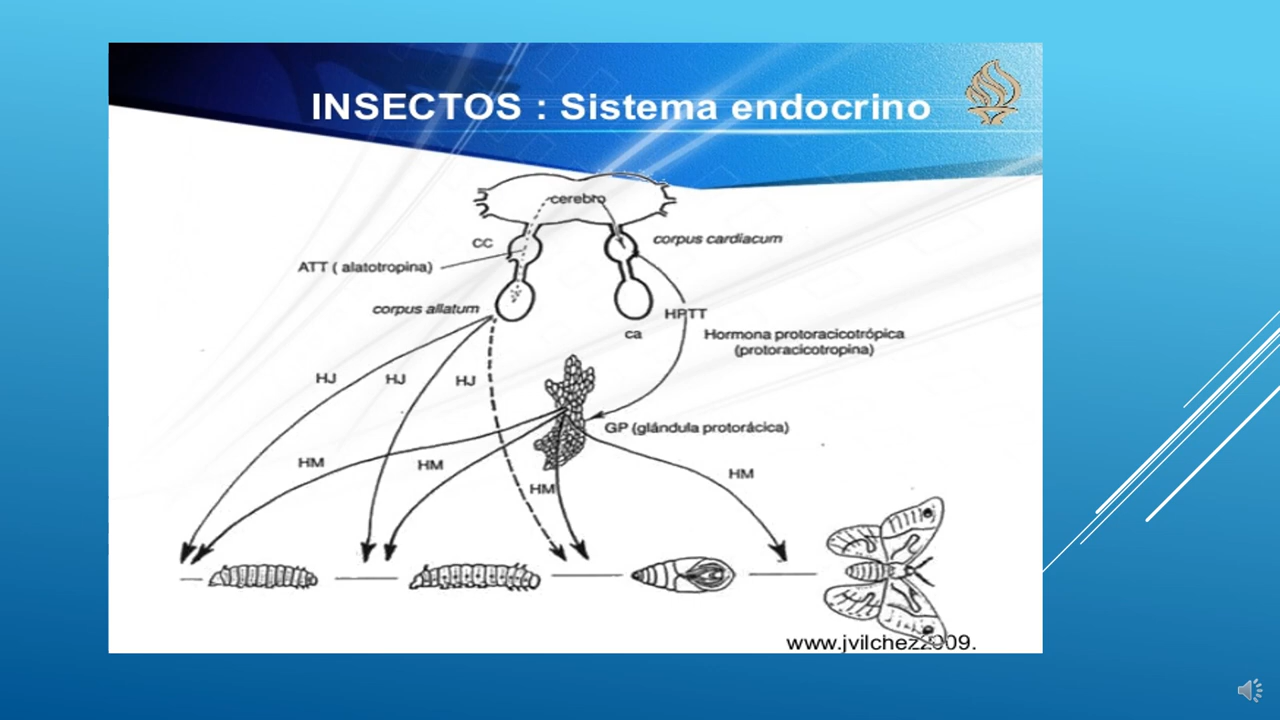 INSECTOS : Sistema endocrino
cerebro
CC
corpus cardiacum
ATT ( alatotropina)
corpus allatum
HPTT
ca
Hormona protoracicotrópica
(protoracicotropina)
HJ
HJ
HJ
GP (glándula protorácica)
HM
HM
HM
HM
www.jvilchez2009.